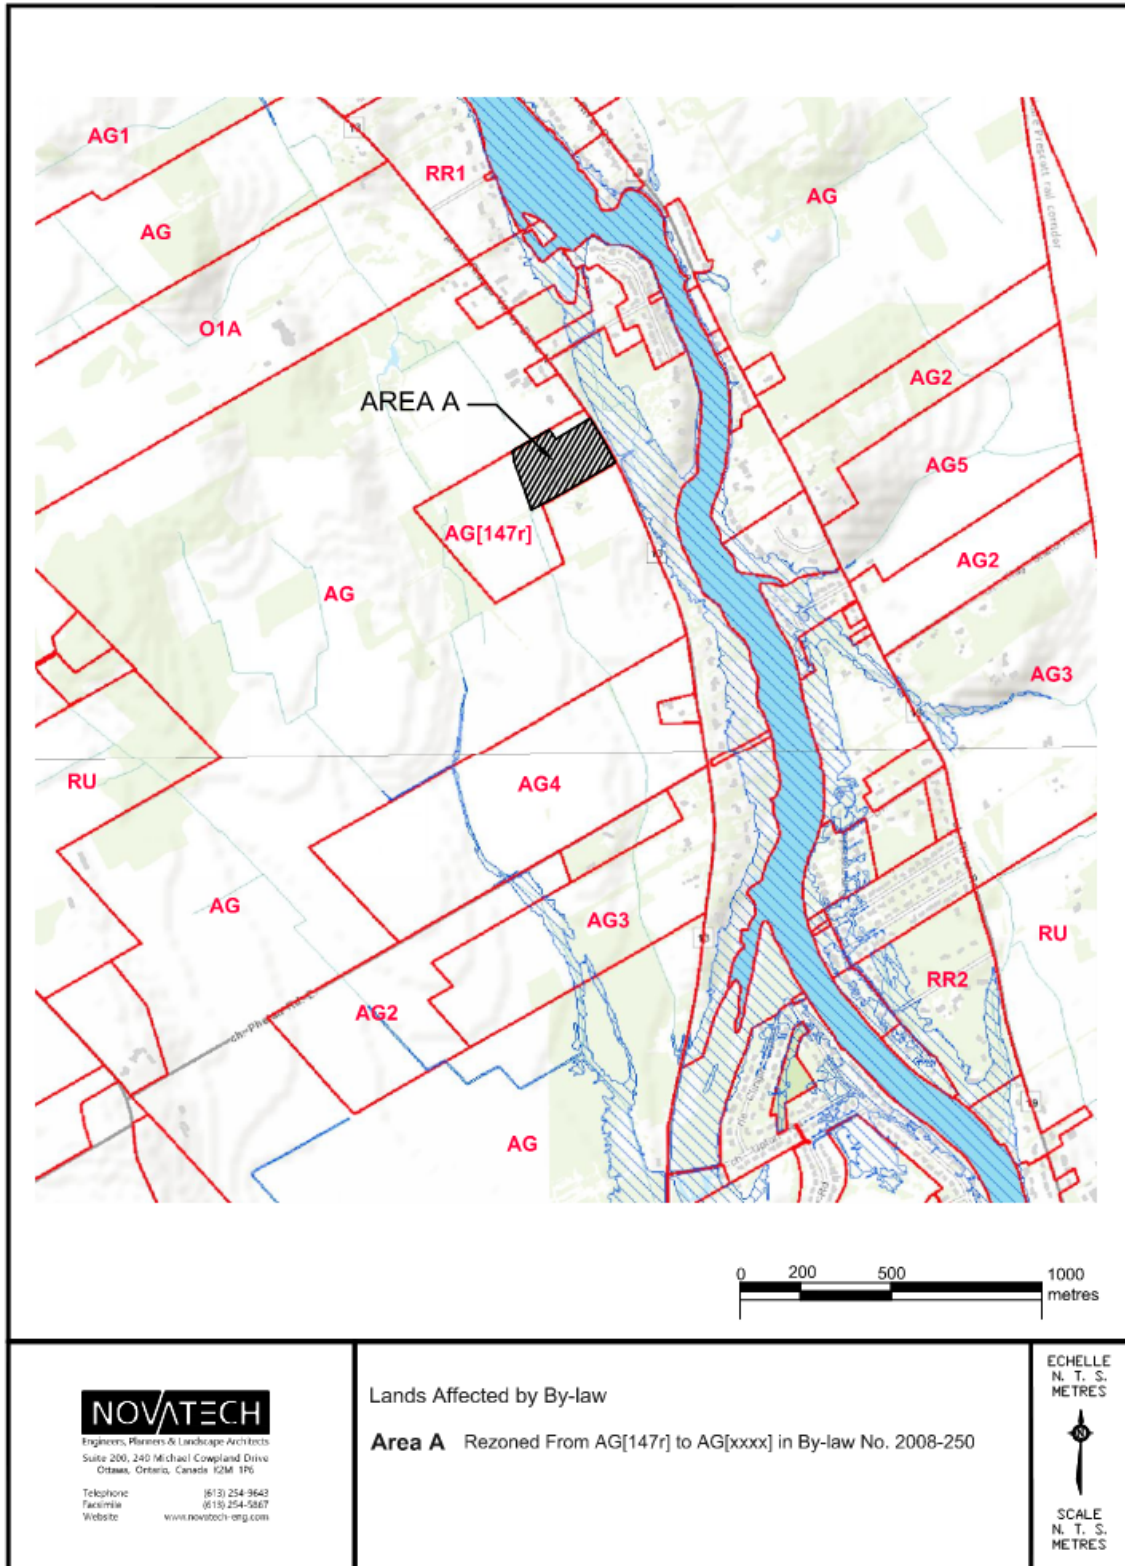 AG1
RR1
AG
AG
O1A
AREA A
AG2
AG5
AG[147r]
AG2
AG
AG3
RU
AG4
AG
AG3
RU
RR2
AG2
19
AG
0 200 500 1000
metres
NOVATECH
Engineers, Planners & Landscape Architects
Suite 200, 240 Michael Cowpland Drive
Ottawa, Ontario, Canada K2M 1P6
Telephone (613) 254-9643
Facsimile (613) 254-5867
Website www.novatech-eng.com
Lands Affected by By-law
Area A Rezoned From AG[147r] to AG[xxxx] in By-law No. 2008-250
ECHELLE
N. T. S.
METRES
N
SCALE
N. T. S.
METRES